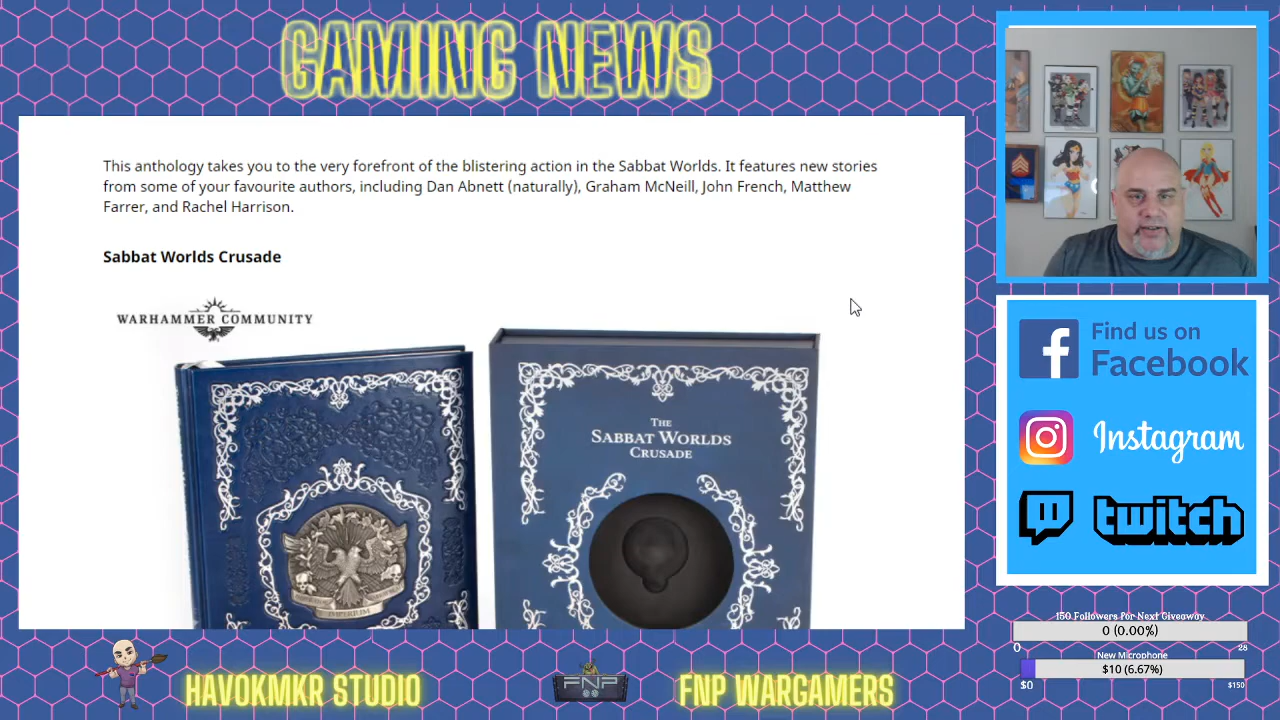 GAMING NEWS
This anthology takes you to the very forefront of the blistering action in the Sabbat Worlds. It features new stories
from some of your favourite authors, including Dan Abnett (naturally), Graham McNeill, John French, Matthew
Farrer, and Rachel Harrison.
Sabbat Worlds Crusade
WARHAMMER COMMUNITY
THE
SABBAT WORLDS
CRUSADE
IMPERIUM
Find us on
Facebook
Instagram
twitch
150 Followers For Next Giveaway
0 (0.00%)
0
28
New Microphone
$10 (6.67%)
$0
$150
HAVOKMKR STUDIO
FNP
FNP WARGAMERS